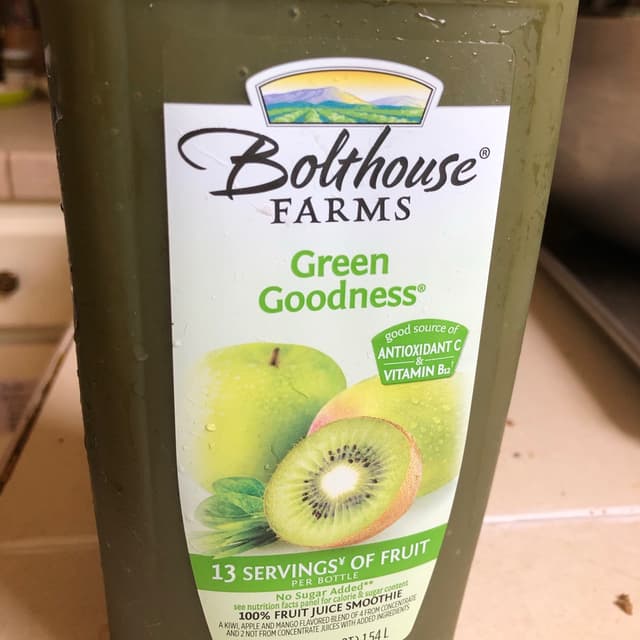 Bolthouse®
FARMS
Green
Goodness®
good source of
ANTIOXIDANT C
&
VITAMIN B12†
13 SERVINGS¥ OF FRUIT
PER BOTTLE
No Sugar Added**
see nutrition facts panel for calorie & sugar content
100% FRUIT JUICE SMOOTHIE
A KIWI, APPLE AND MANGO FLAVORED BLEND OF 4 FROM CONCENTRATE
AND 2 NOT FROM CONCENTRATE JUICES WITH ADDED INGREDIENTS
1.54 L